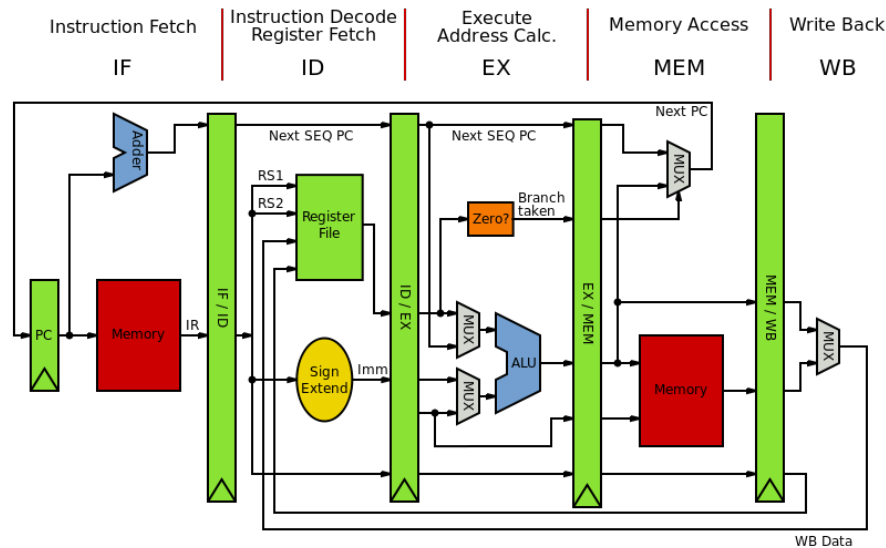 Instruction Fetch
Instruction Decode
Register Fetch
Execute
Address Calc.
Memory Access
Write Back
IF
ID
EX
MEM
WB
Next PC
Next SEQ PC
Next SEQ PC
Adder
MUX
RS1
RS2
Register
File
Branch
taken
Zero?
IF / ID
ID / EX
EX / MEM
MEM / WB
PC
Memory
IR
MUX
MUX
ALU
MUX
Sign
Extend
Imm
Memory
WB Data